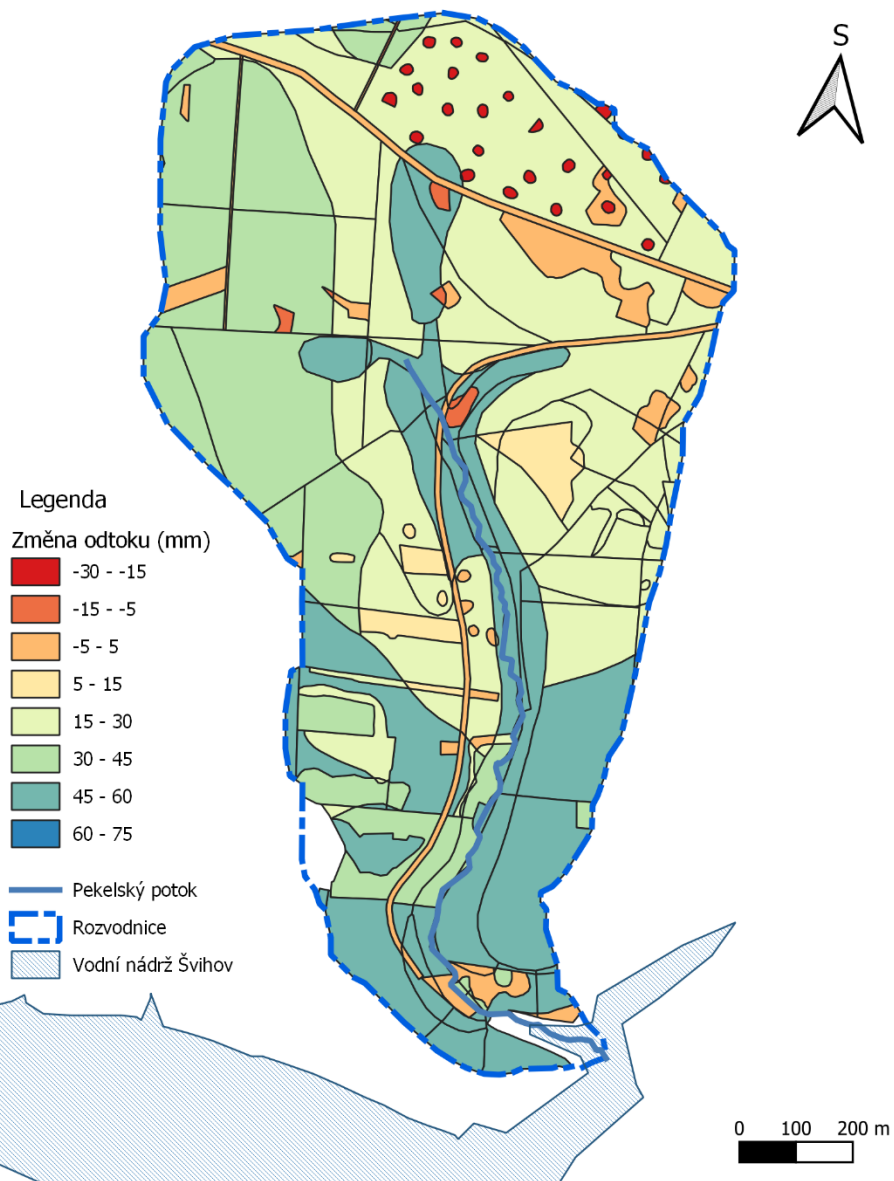 S
Legenda
Změna odtoku (mm)
-30 - -15
-15 - -5
-5 - 5
5 - 15
15 - 30
30 - 45
45 - 60
60 - 75
Pekelský potok
Rozvodnice
Vodní nádrž Švihov
0 100 200 m